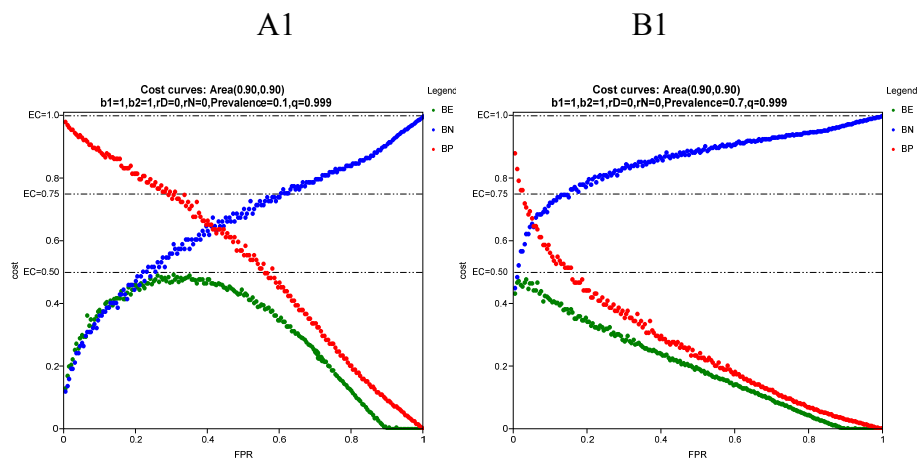 A1
B1
Cost curves: Area(0.90,0.90)
b1=1,b2=1,rD=0,rN=0,Prevalence=0.1,q=0.999
Legend
BE
BN
BP
EC=1.0
0.8
EC=0.75
0.6
EC=0.50
cost
0.4
0.2
0
0
0.2
0.4
0.6
0.8
1
FPR
Cost curves: Area(0.90,0.90)
b1=1,b2=1,rD=0,rN=0,Prevalence=0.7,q=0.999
Legend
BE
BN
BP
EC=1.0
0.8
EC=0.75
0.6
EC=0.50
cost
0.4
0.2
0
0
0.2
0.4
0.6
0.8
1
FPR